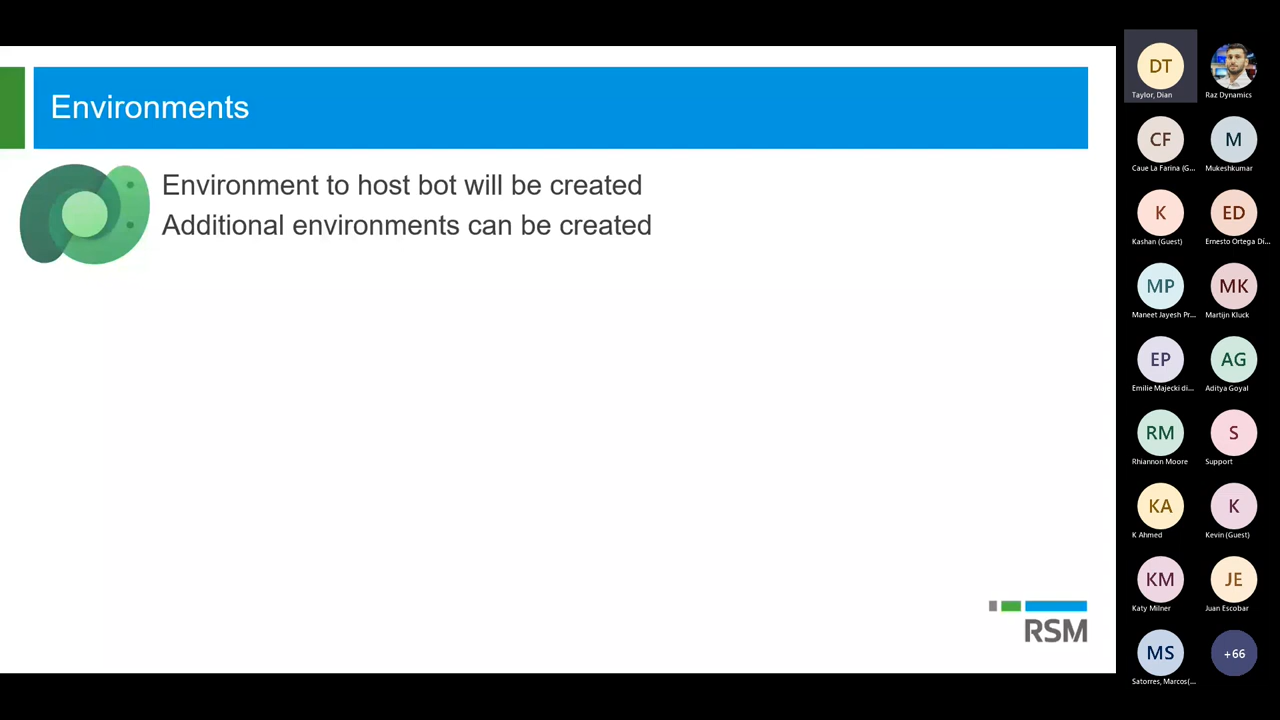 Environments
Environment to host bot will be created
Additional environments can be created
RSM
DT
Taylor, Dian
Raz Dynamics
CF
Caue La Farina (G...
M
Mukeshkumar
K
Kashan (Guest)
ED
Ernesto Ortega Di...
MP
Maneet Jayesh Pr...
MK
Martijn Kluck
EP
Emilie Majecki di...
AG
Aditya Goyal
RM
Rhiannon Moore
S
Support
KA
K Ahmed
K
Kevin (Guest)
KM
Katy Milner
JE
Juan Escobar
MS
Satorres, Marcos(...
+66